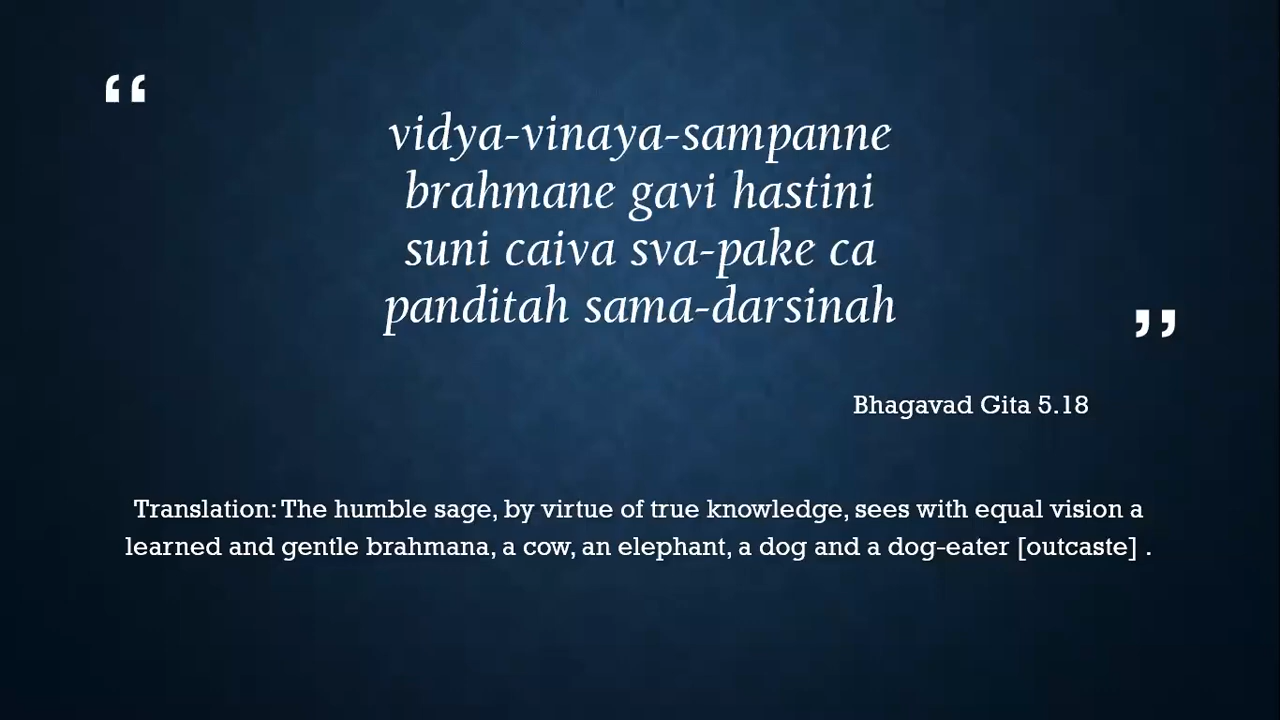 “
vidya-vinaya-sampanne
brahmane gavi hastini
suni caiva sva-pake ca
panditah sama-darsinah
”
Bhagavad Gita 5.18
Translation: The humble sage, by virtue of true knowledge, sees with equal vision a
learned and gentle brahmana, a cow, an elephant, a dog and a dog-eater [outcaste] .